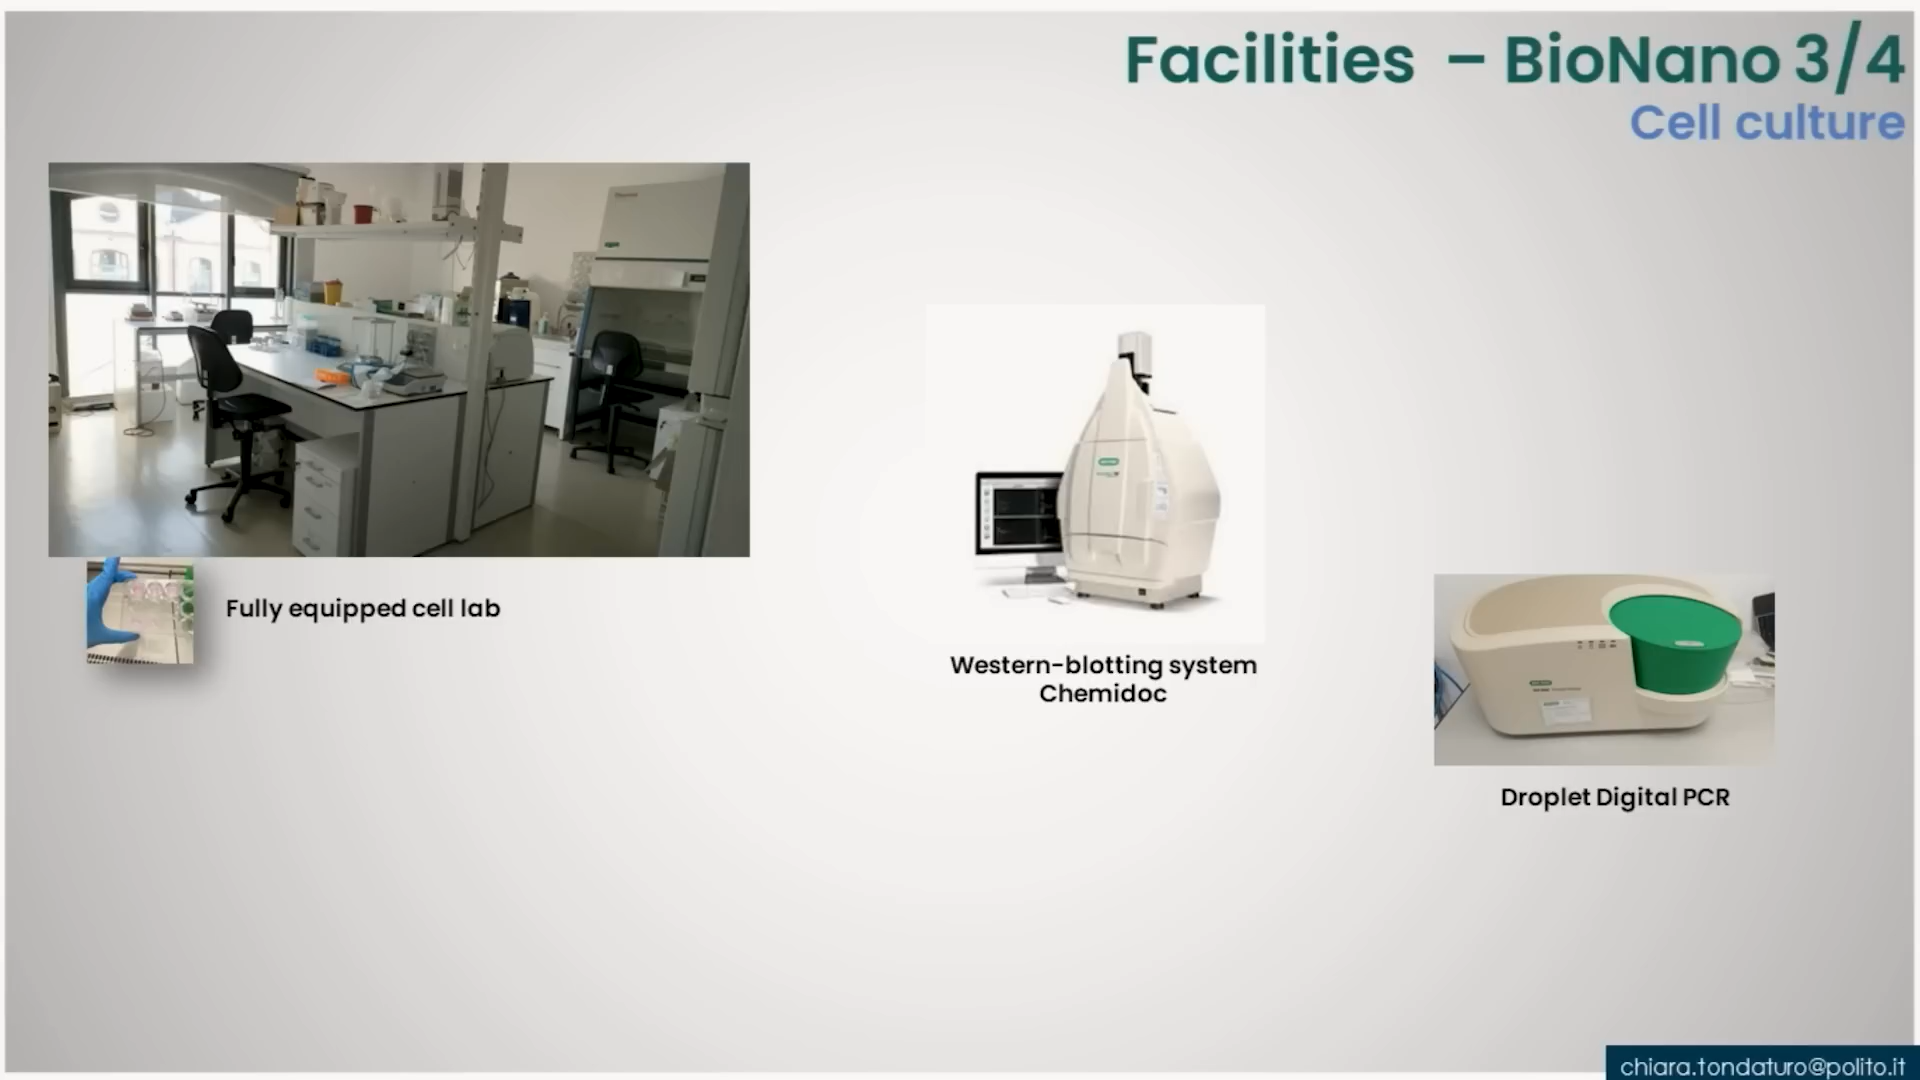 Facilities – BioNano 3/4
Cell culture
Fully equipped cell lab
Western-blotting system
Chemidoc
Droplet Digital PCR
chiara.tondaturo@polito.it